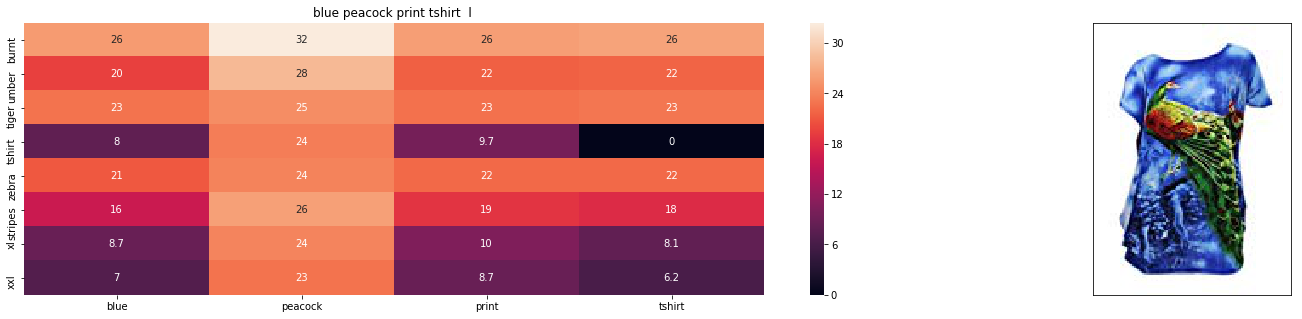 blue peacock print tshirt l
burnt 26 32 26 26
umber 20 28 22 22
tiger 23 25 23 23
tshirt 8 24 9.7 0
zebra 21 24 22 22
stripes 16 26 19 18
xl 8.7 24 10 8.1
xxl 7 23 8.7 6.2
blue peacock print tshirt
30
24
18
12
6
0